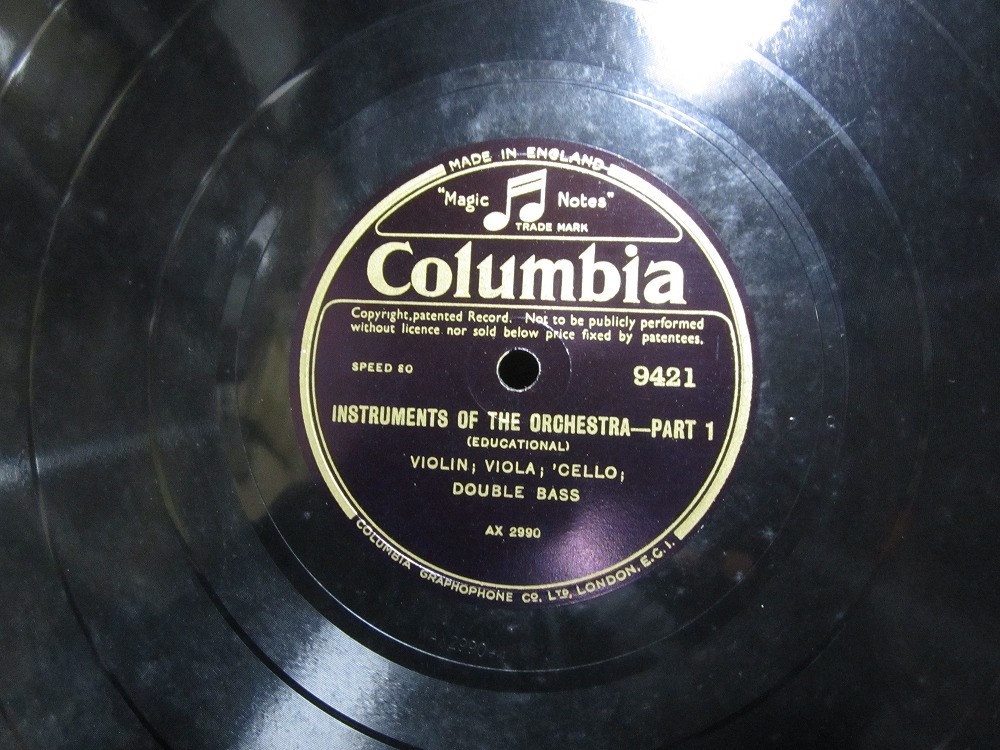 MADE IN ENGLAND
"Magic Notes"
TRADE MARK
Columbia
Copyright, patented Record. Not to be publicly performed
without licence nor sold below price fixed by patentees.
SPEED 80
9421
INSTRUMENTS OF THE ORCHESTRA—PART 1
(EDUCATIONAL)
VIOLIN; VIOLA; 'CELLO;
DOUBLE BASS
AX 2990
COLUMBIA GRAPHOPHONE CO. LTD. LONDON, E.C.1.